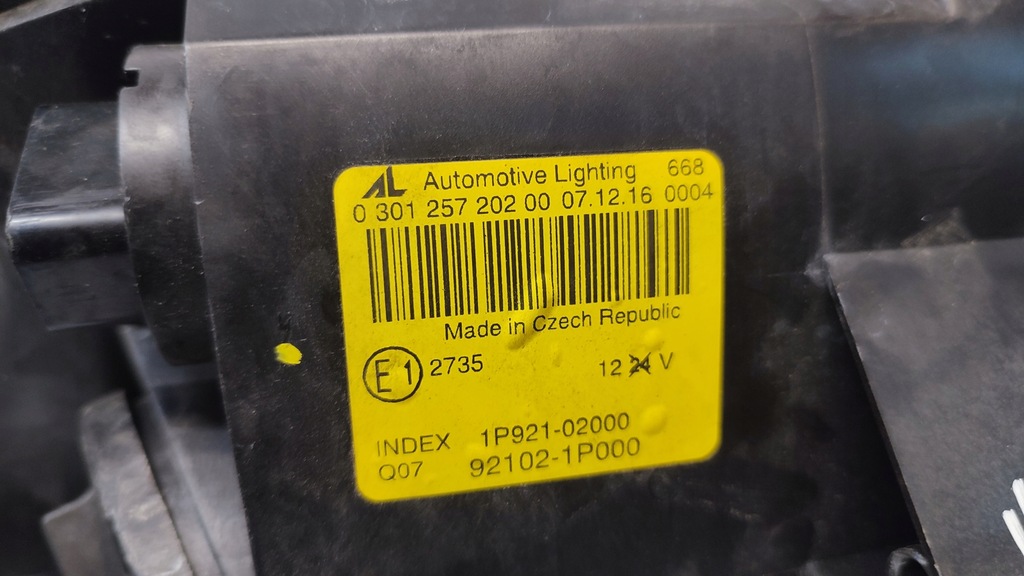 AL Automotive Lighting 668
0 301 257 202 00 07.12.16 0004
Made in Czech Republic
E1 2735 12 24 V
INDEX 1P921-02000
Q07 92102-1P000